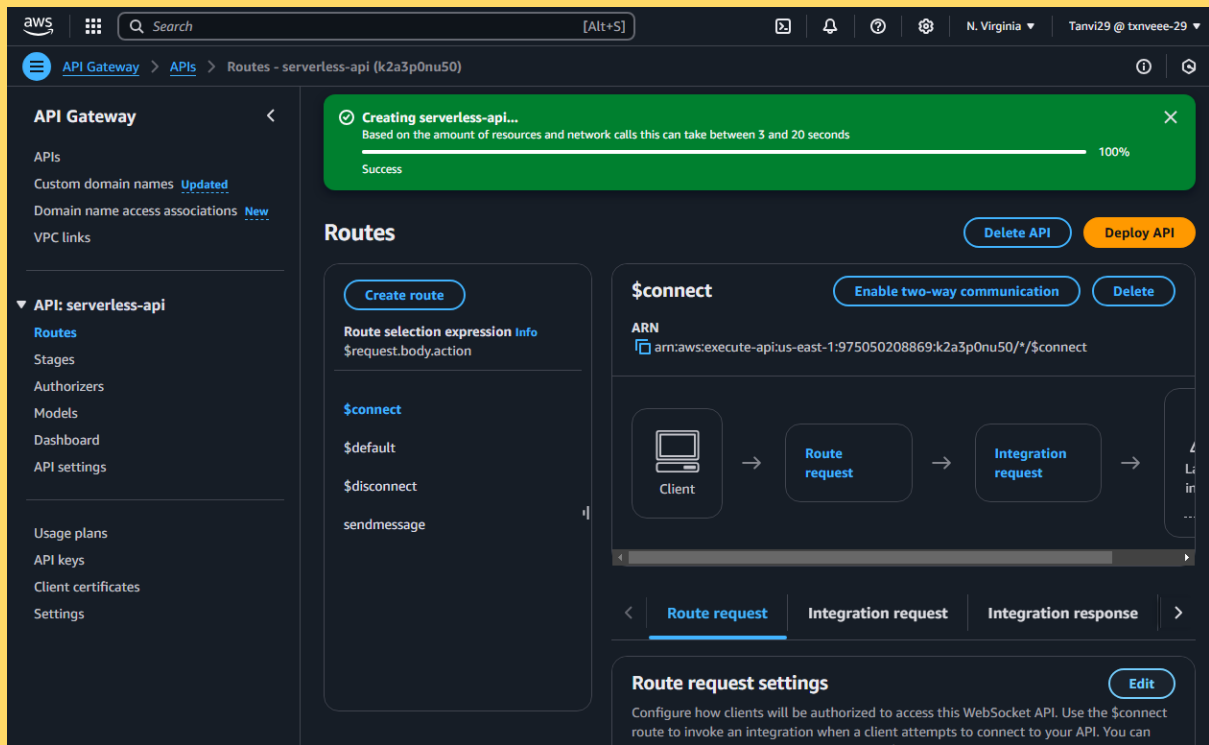 aws
Search [Alt+S]
N. Virginia
Tanvi29 @ txnveee-29
API Gateway > APIs > Routes - serverless-api (k2a3p0nu50)
API Gateway
APIs
Custom domain names Updated
Domain name access associations New
VPC links
API: serverless-api
Routes
Stages
Authorizers
Models
Dashboard
API settings
Usage plans
API keys
Client certificates
Settings
Creating serverless-api...
Based on the amount of resources and network calls this can take between 3 and 20 seconds
100%
Success
Routes
Delete API
Deploy API
Create route
Route selection expression Info
$request.body.action
$connect
$default
$disconnect
sendmessage
$connect
Enable two-way communication
Delete
ARN
arn:aws:execute-api:us-east-1:975050208869:k2a3p0nu50/*/$connect
Client
Route
request
Integration
request
Route request
Integration request
Integration response
Route request settings
Edit
Configure how clients will be authorized to access this WebSocket API. Use the $connect
route to invoke an integration when a client attempts to connect to your API. You can